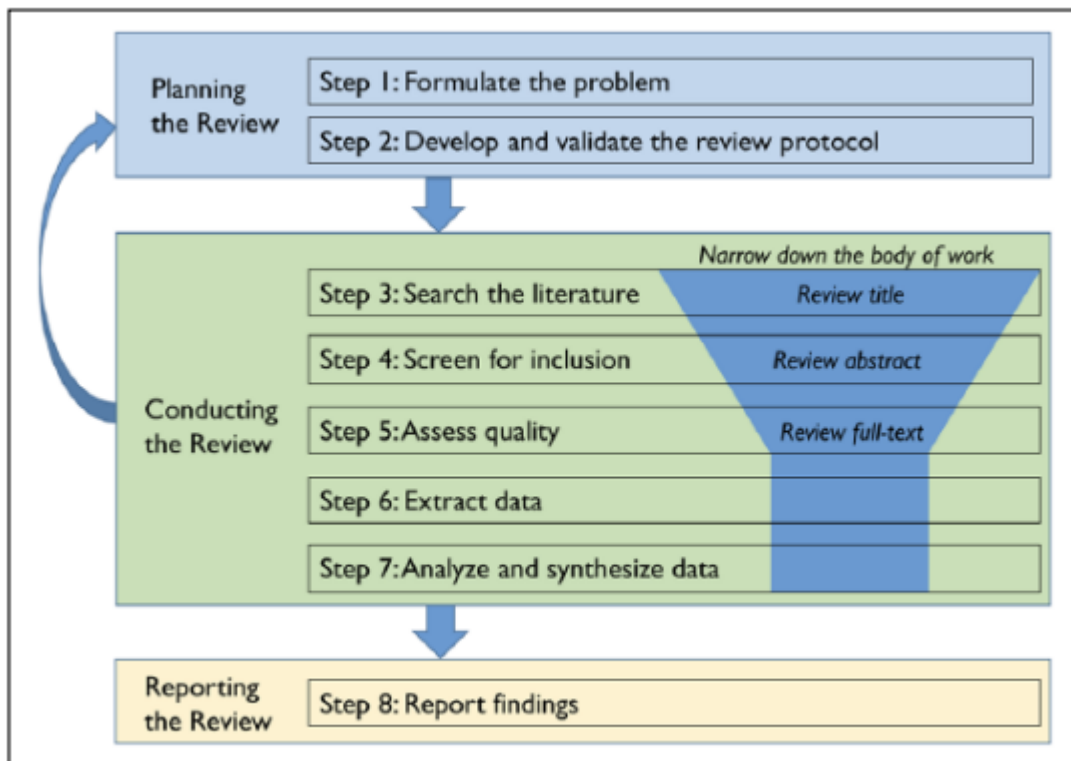 Planning
the Review
Step 1: Formulate the problem
Step 2: Develop and validate the review protocol
Conducting
the Review
Narrow down the body of work
Step 3: Search the literature
Review title
Step 4: Screen for inclusion
Review abstract
Step 5: Assess quality
Review full-text
Step 6: Extract data
Step 7: Analyze and synthesize data
Reporting
the Review
Step 8: Report findings